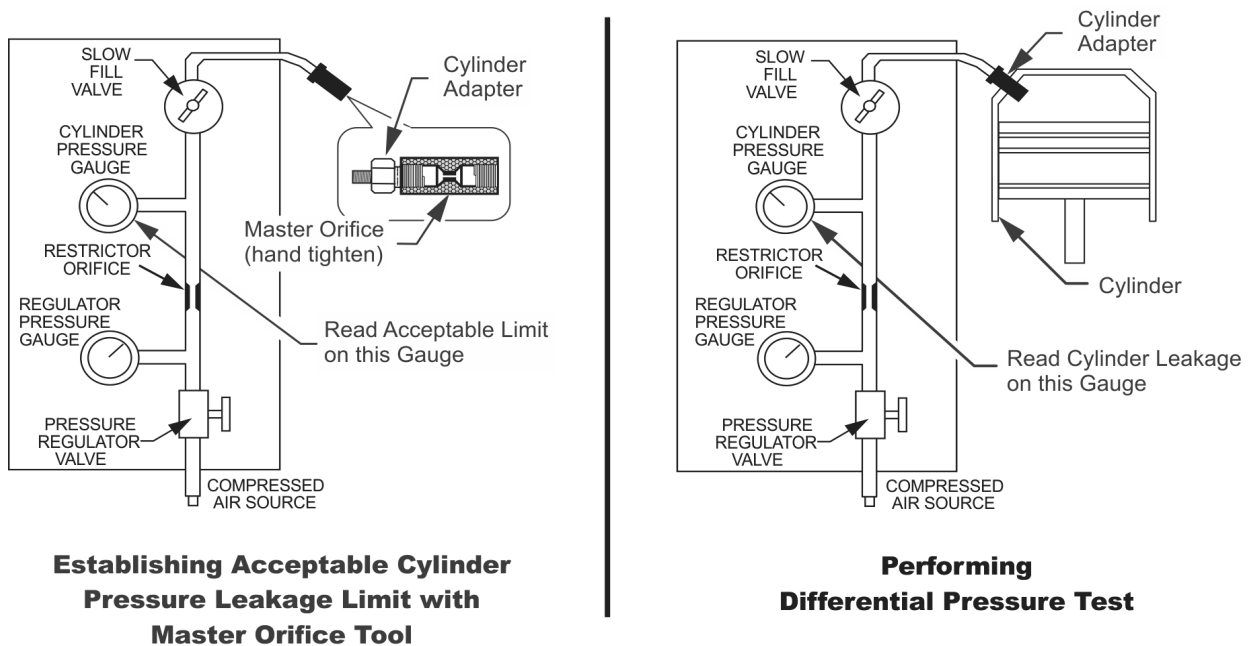 SLOW
FILL
VALVE
Cylinder
Adapter
CYLINDER
PRESSURE
GAUGE
Master Orifice
(hand tighten)
RESTRICTOR
ORIFICE
REGULATOR
PRESSURE
GAUGE
Read Acceptable Limit
on this Gauge
PRESSURE
REGULATOR
VALVE
COMPRESSED
AIR SOURCE
Establishing Acceptable Cylinder
Pressure Leakage Limit with
Master Orifice Tool
Cylinder
Adapter
SLOW
FILL
VALVE
CYLINDER
PRESSURE
GAUGE
RESTRICTOR
ORIFICE
Cylinder
REGULATOR
PRESSURE
GAUGE
Read Cylinder Leakage
on this Gauge
PRESSURE
REGULATOR
VALVE
COMPRESSED
AIR SOURCE
Performing
Differential Pressure Test